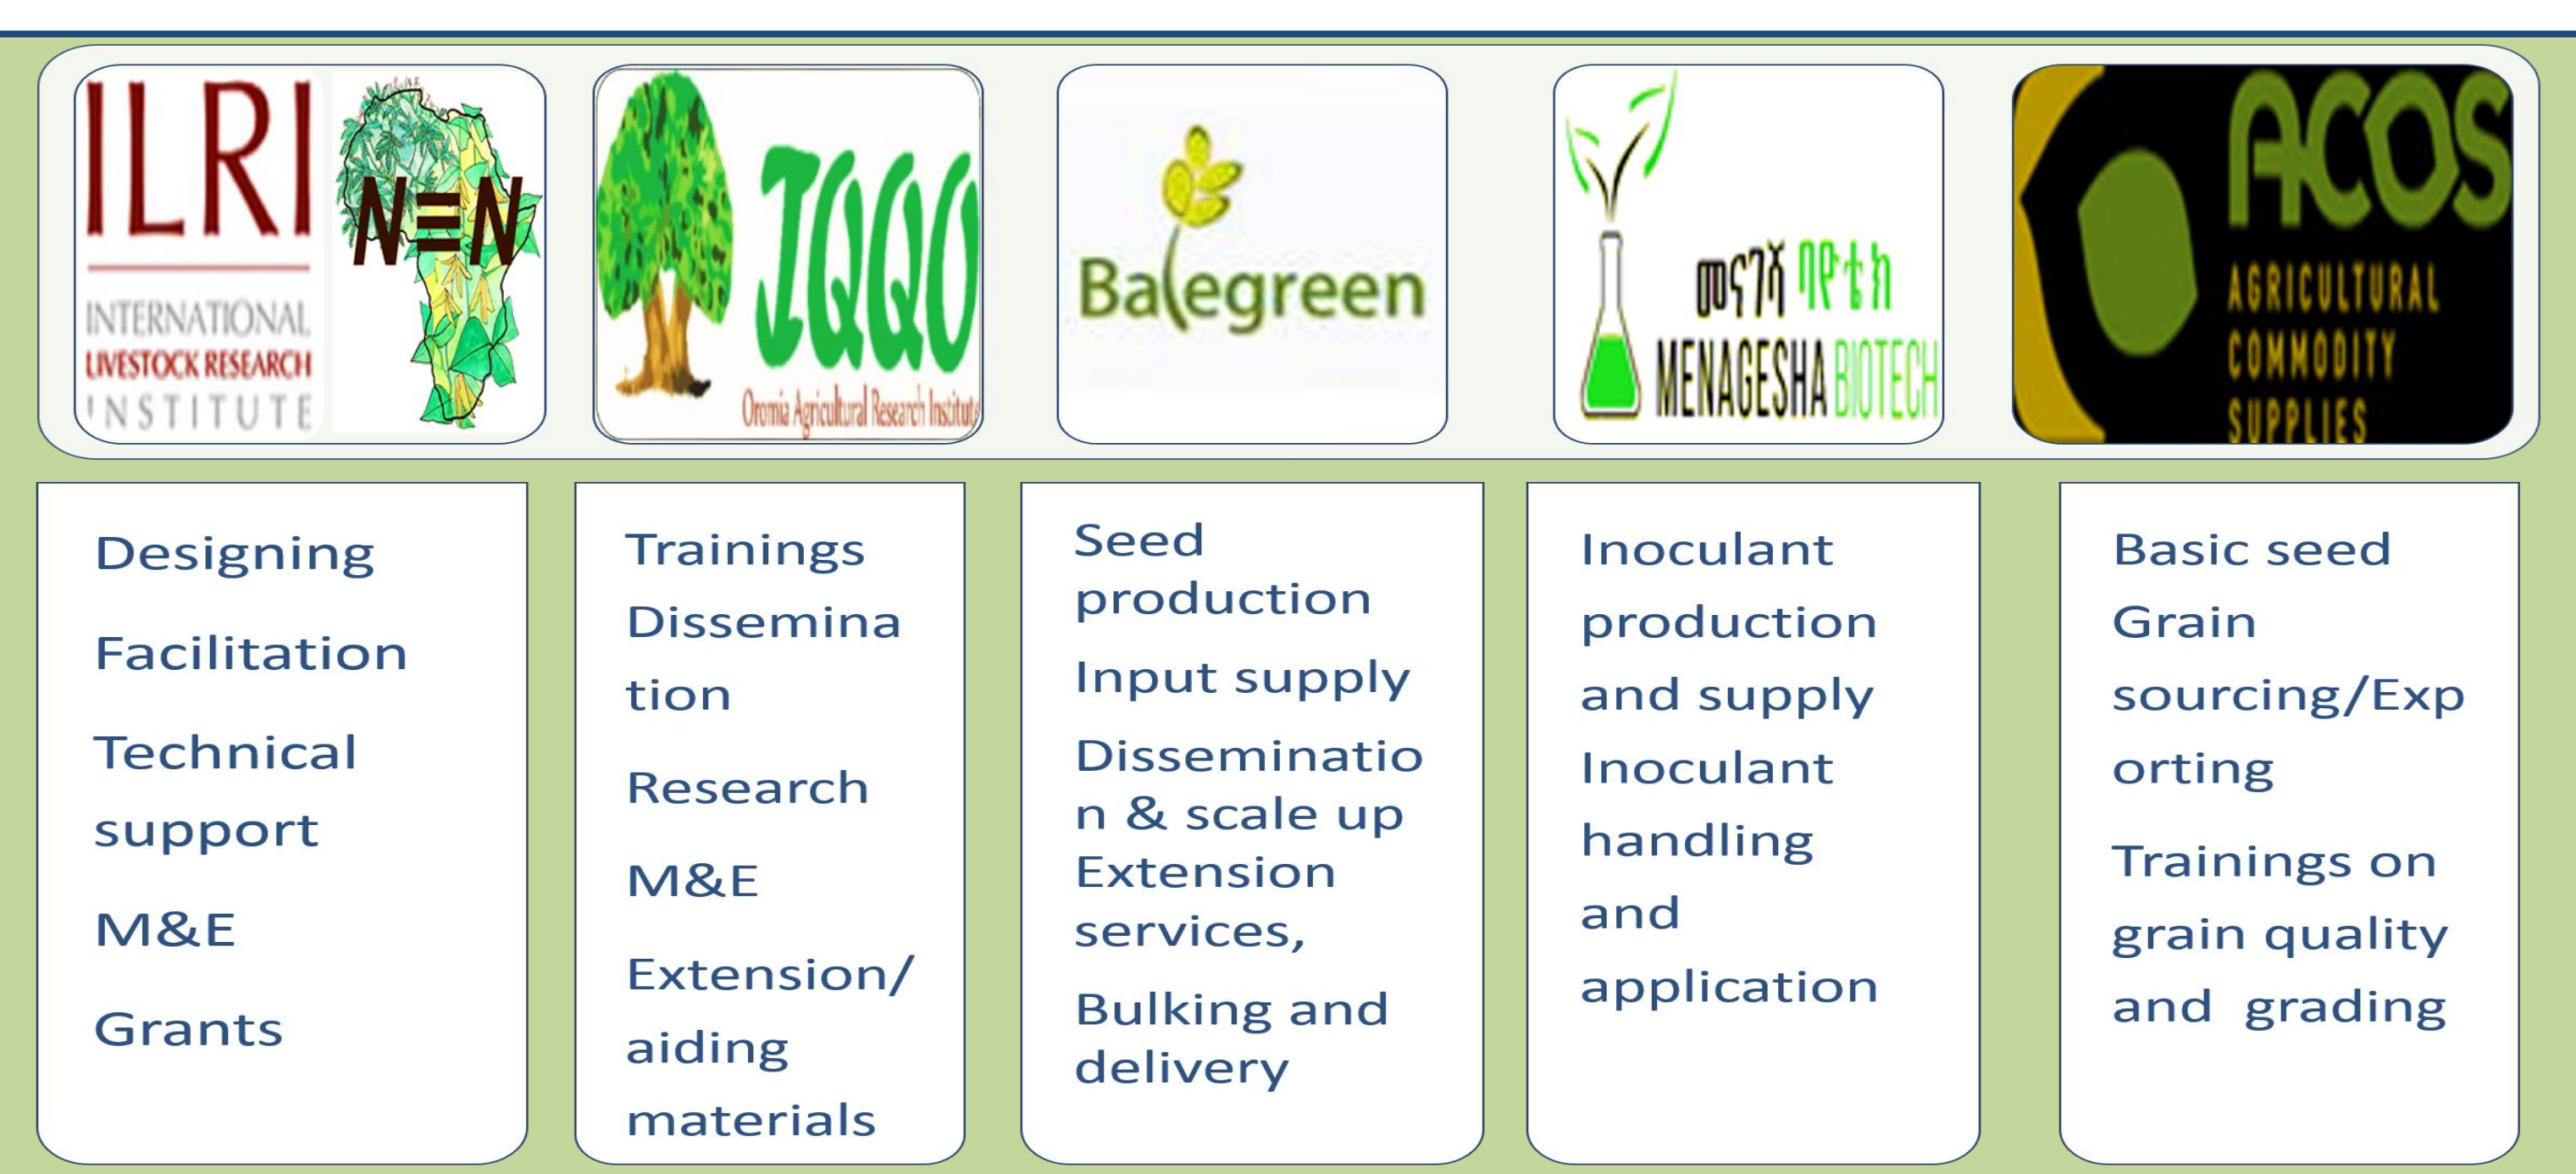 ILRI
INTERNATIONAL
LIVESTOCK RESEARCH
INSTITUTE
N≡N
IQQO
Oromia Agricultural Research Institute
Balegreen
መናገሻ ባዮቴክ
MENAGESHA BIOTECH
ACOS
AGRICULTURAL
COMMODITY
SUPPLIES
Designing
Facilitation
Technical
support
M&E
Grants
Trainings
Dissemina
tion
Research
M&E
Extension/
aiding
materials
Seed
production
Input supply
Disseminatio
n & scale up
Extension
services,
Bulking and
delivery
Inoculant
production
and supply
Inoculant
handling
and
application
Basic seed
Grain
sourcing/Exp
orting
Trainings on
grain quality
and  grading